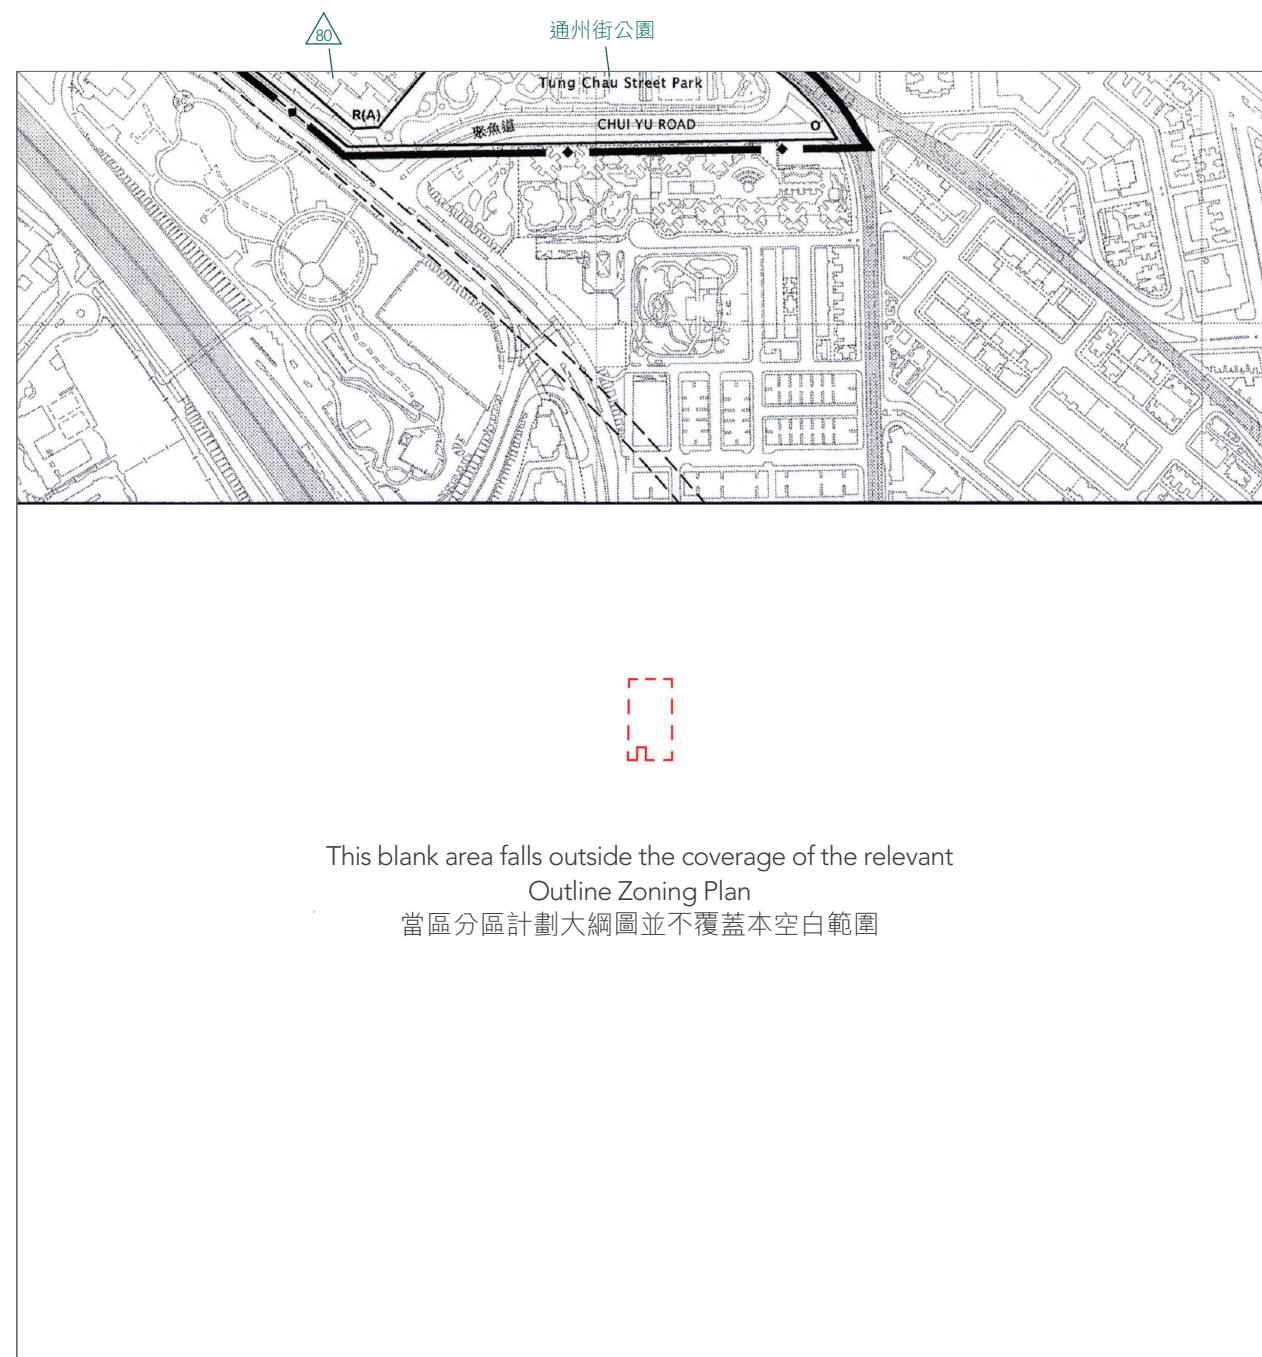 80
通州街公園
Tung Chau Street Park
R(A)
聚魚道
CHUI YU ROAD
O
This blank area falls outside the coverage of the relevant
Outline Zoning Plan
當區分區計劃大綱圖並不覆蓋本空白範圍